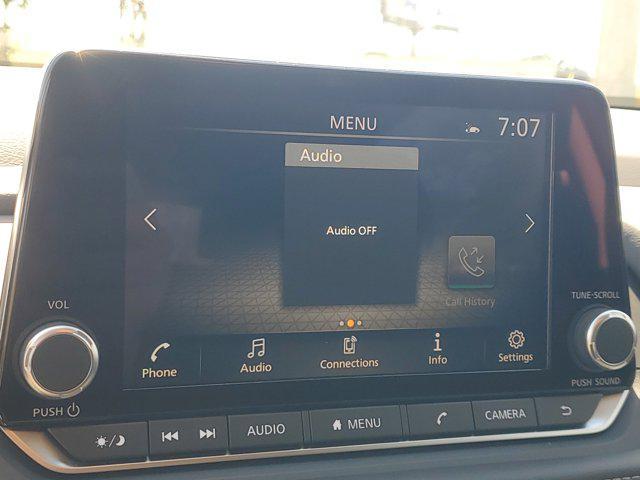 MENU
7:07
Audio
Audio OFF
Call History
VOL
TUNE-SCROLL
Phone
Audio
Connections
Info
Settings
PUSH
PUSH SOUND
AUDIO
MENU
CAMERA